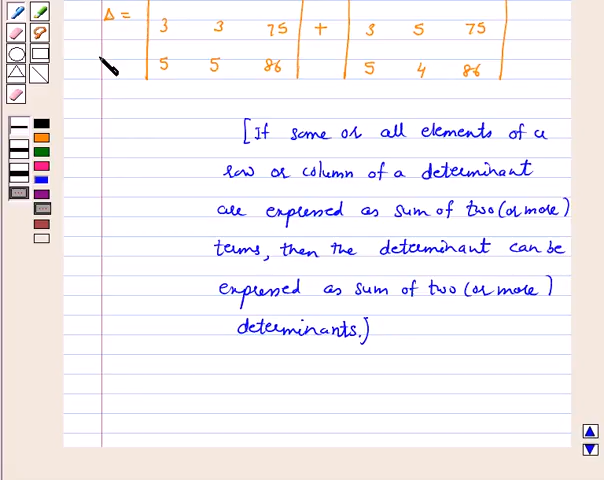 Δ = | 3 3 75 | + | 3 5 75 |
| 5 5 86 | | 5 4 86 |
[If some or all elements of a
row or column of a determinant
are expressed as sum of two (or more)
terms, then the determinant can be
expressed as sum of two (or more)
determinants.]